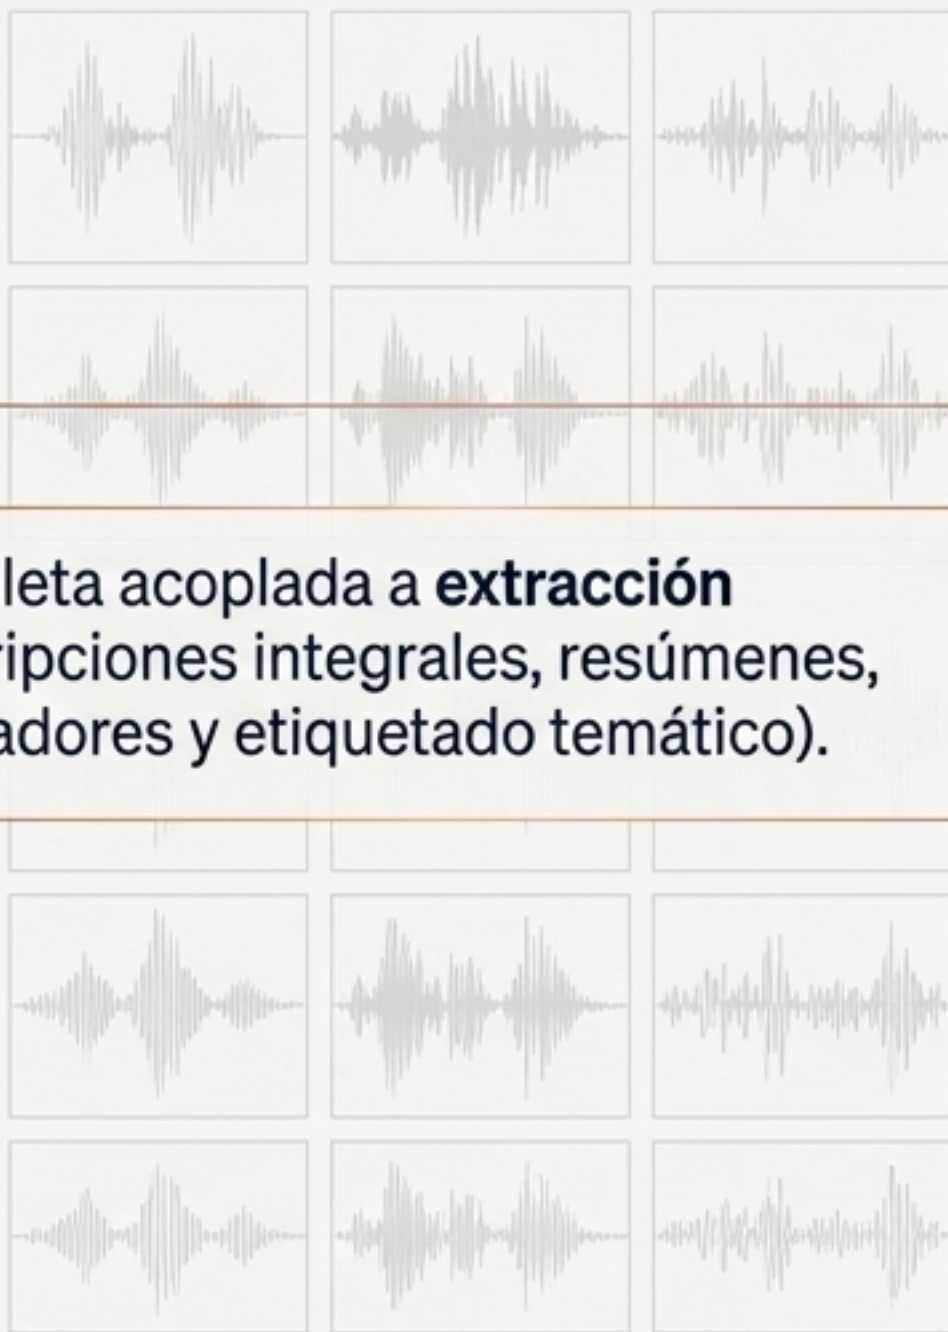 leta acoplada a extracción
ripciones integrales, resúmenes,
adores y etiquetado temático).